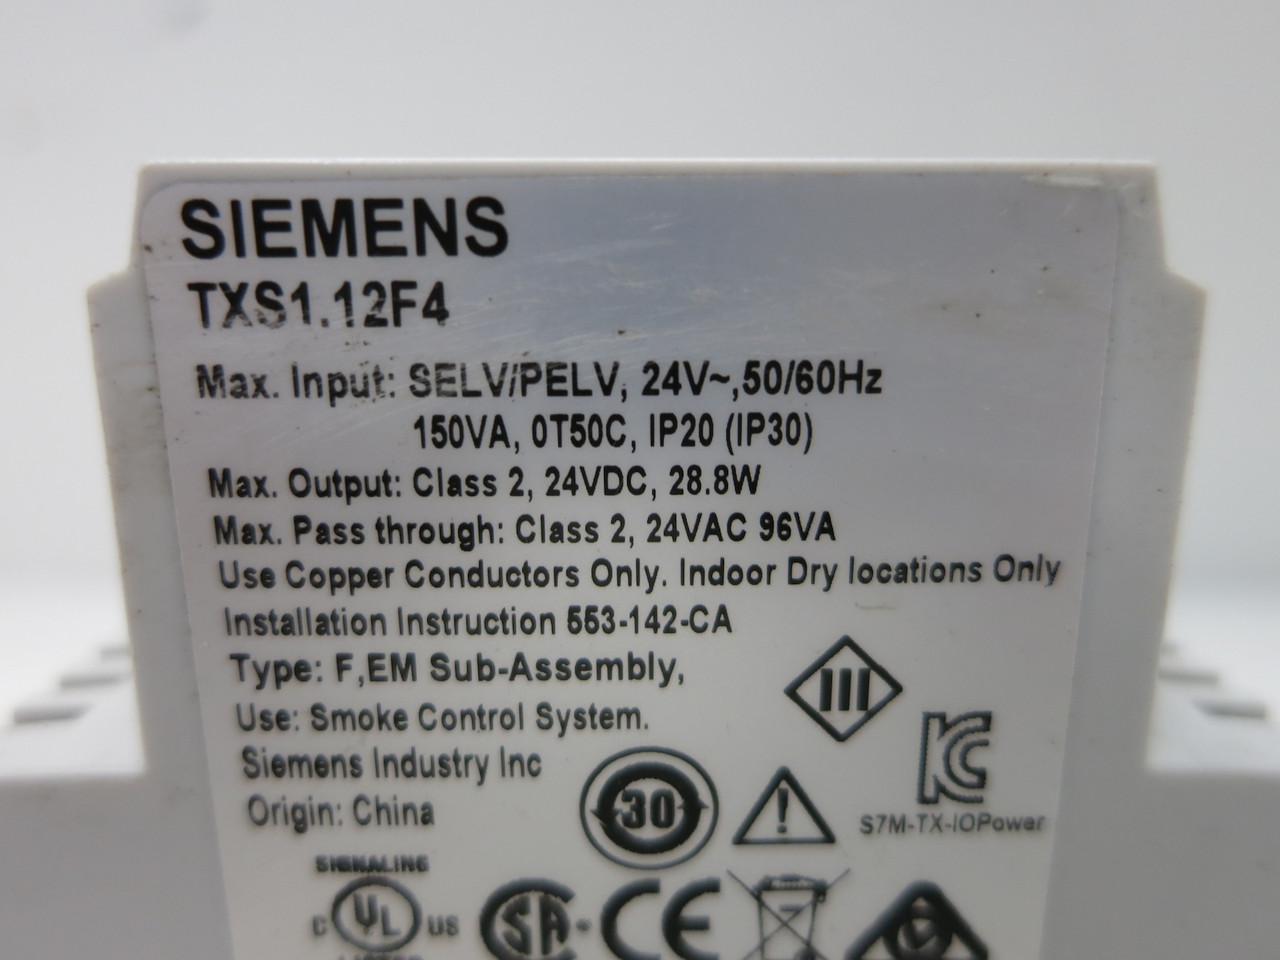 SIEMENS
TXS1.12F4
Max. Input: SELV/PELV, 24V~,50/60Hz
150VA, 0T50C, IP20 (IP30)
Max. Output: Class 2, 24VDC, 28.8W
Max. Pass through: Class 2, 24VAC 96VA
Use Copper Conductors Only. Indoor Dry locations Only
Installation Instruction 553-142-CA
Type: F,EM Sub-Assembly,
Use: Smoke Control System.
Siemens Industry Inc
Origin: China
III
30
!
KC
S7M-TX-IOPower
SIGNALING
C UL US
LISTED
SA
CE